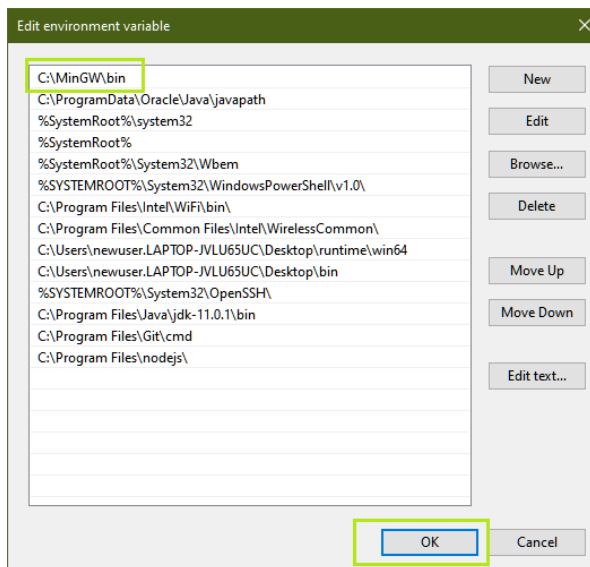 Edit environment variable
C:\MinGW\bin
C:\ProgramData\Oracle\Java\javapath
%SystemRoot%\system32
%SystemRoot%
%SystemRoot%\System32\Wbem
%SYSTEMROOT%\System32\WindowsPowerShell\v1.0\
C:\Program Files\Intel\WiFi\bin\
C:\Program Files\Common Files\Intel\WirelessCommon\
C:\Users\newuser.LAPTOP-JVLU65UC\Desktop\runtime\win64
C:\Users\newuser.LAPTOP-JVLU65UC\Desktop\bin
%SYSTEMROOT%\System32\OpenSSH\
C:\Program Files\Java\jdk-11.0.1\bin
C:\Program Files\Git\cmd
C:\Program Files\nodejs\
New
Edit
Browse...
Delete
Move Up
Move Down
Edit text...
OK
Cancel